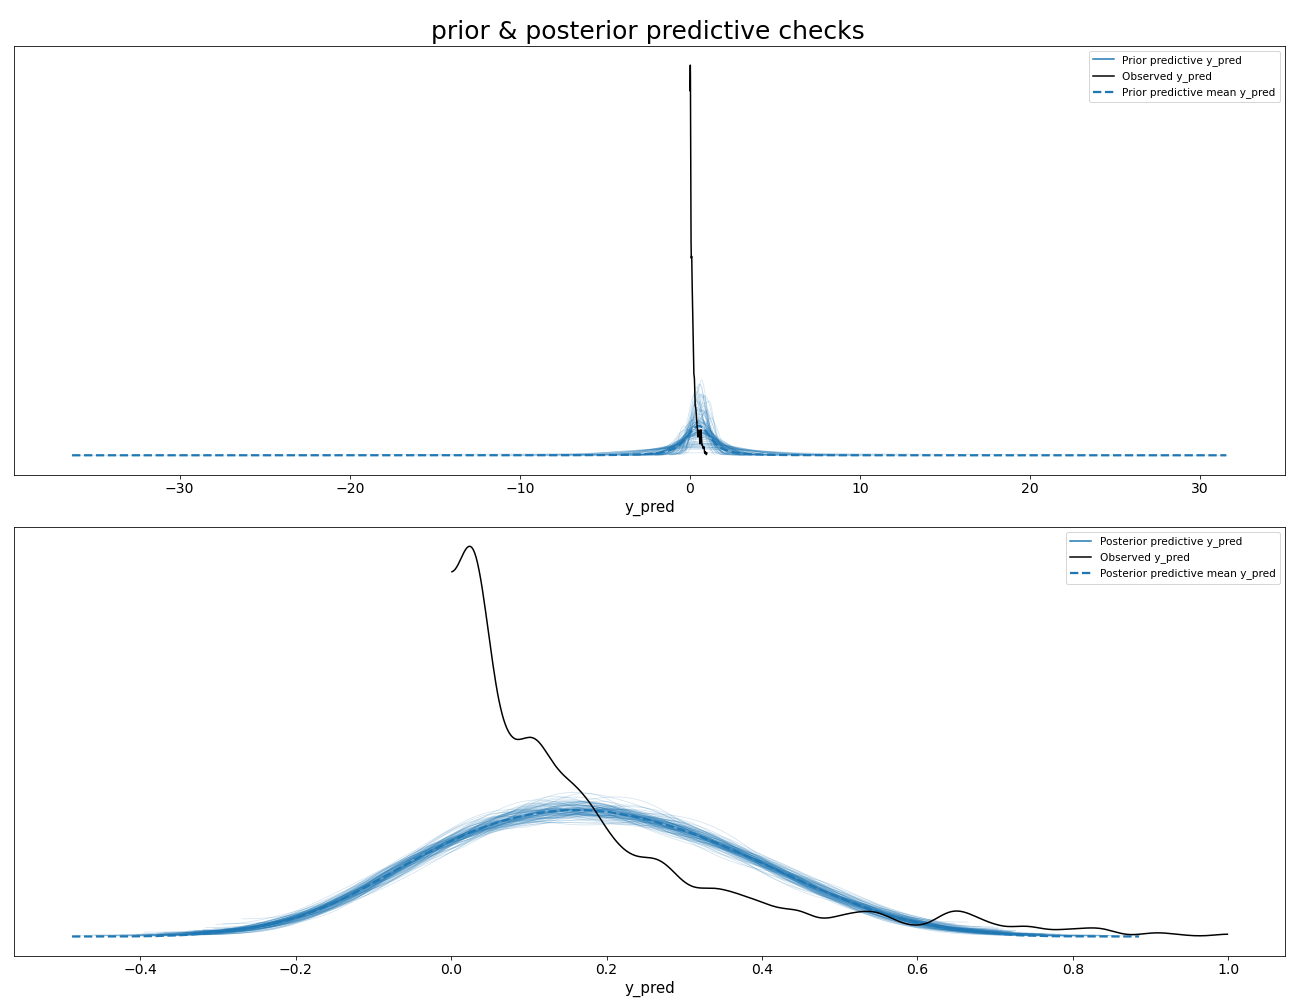 prior & posterior predictive checks
Prior predictive y_pred
Observed y_pred
Prior predictive mean y_pred
−30 −20 −10 0 10 20 30
y_pred
Posterior predictive y_pred
Observed y_pred
Posterior predictive mean y_pred
−0.4 −0.2 0.0 0.2 0.4 0.6 0.8 1.0
y_pred